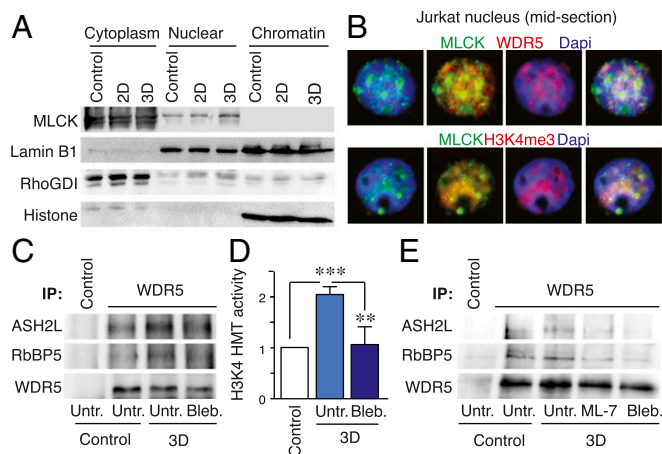 A
Cytoplasm Nuclear Chromatin
Control 2D 3D Control 2D 3D Control 2D 3D
MLCK
Lamin B1
RhoGDI
Histone
B
Jurkat nucleus (mid-section)
MLCK WDR5 Dapi
MLCKH3K4me3Dapi
C
IP: Control WDR5
ASH2L
RbBP5
WDR5
Untr. Untr. Untr. Bleb.
Control 3D
D
H3K4 HMT activity
2
1
0
***
**
Control Untr. Bleb.
3D
E
IP: Control WDR5
ASH2L
RbBP5
WDR5
Untr. Untr. Untr. ML-7 Bleb.
Control 3D